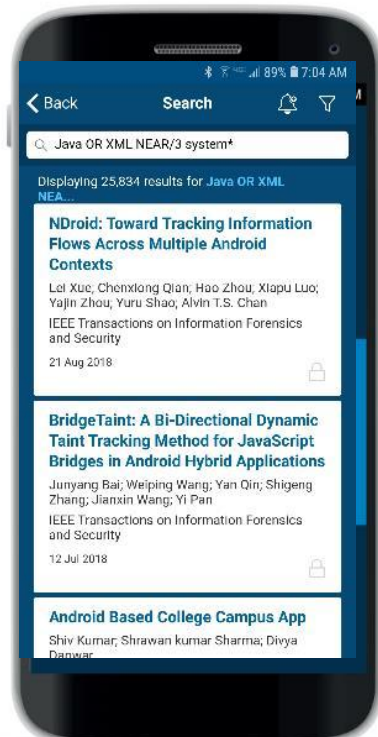 89% 7:04 AM
Back Search
Java OR XML NEAR/3 system*
Displaying 25,834 results for Java OR XML
NEA...
NDroid: Toward Tracking Information
Flows Across Multiple Android
Contexts
Lei Xue; Chenxiong Qian; Hao Zhou; Xiapu Luo;
Yajin Zhou; Yuru Shao; Alvin T.S. Chan
IEEE Transactions on Information Forensics
and Security
21 Aug 2018
BridgeTaint: A Bi-Directional Dynamic
Taint Tracking Method for JavaScript
Bridges in Android Hybrid Applications
Junyang Bai; Weiping Wang; Yan Qin; Shigeng
Zhang; Jianxin Wang; Yi Pan
IEEE Transactions on Information Forensics
and Security
12 Jul 2018
Android Based College Campus App
Shiv Kumar; Shrawan kumar Sharma; Divya